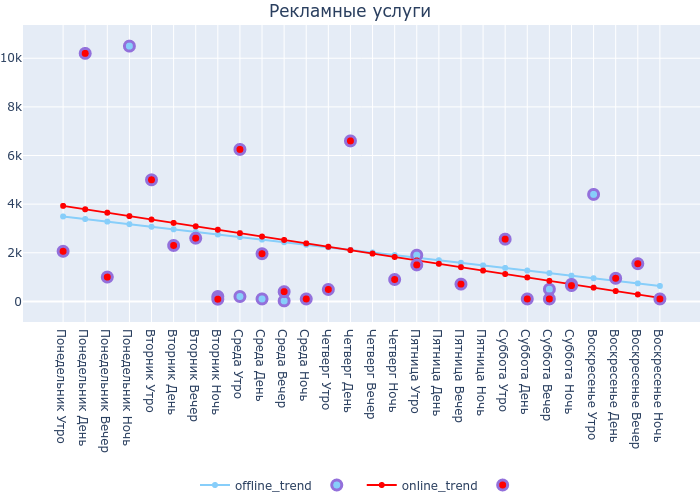 Рекламные услуги
10k
8k
6k
4k
2k
0
Понедельник Утро
Понедельник День
Понедельник Вечер
Понедельник Ночь
Вторник Утро
Вторник День
Вторник Вечер
Вторник Ночь
Среда Утро
Среда День
Среда Вечер
Среда Ночь
Четверг Утро
Четверг День
Четверг Вечер
Четверг Ночь
Пятница Утро
Пятница День
Пятница Вечер
Пятница Ночь
Суббота Утро
Суббота День
Суббота Вечер
Суббота Ночь
Воскресенье Утро
Воскресенье День
Воскресенье Вечер
Воскресенье Ночь
offline_trend online_trend